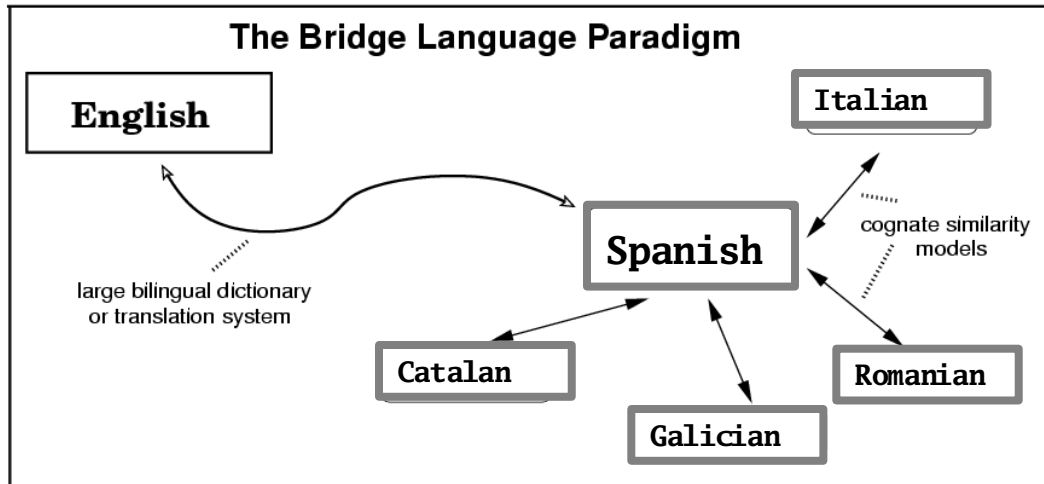 The Bridge Language Paradigm
English
Italian
Spanish
cognate similarity
models
large bilingual dictionary
or translation system
Catalan
Romanian
Galician